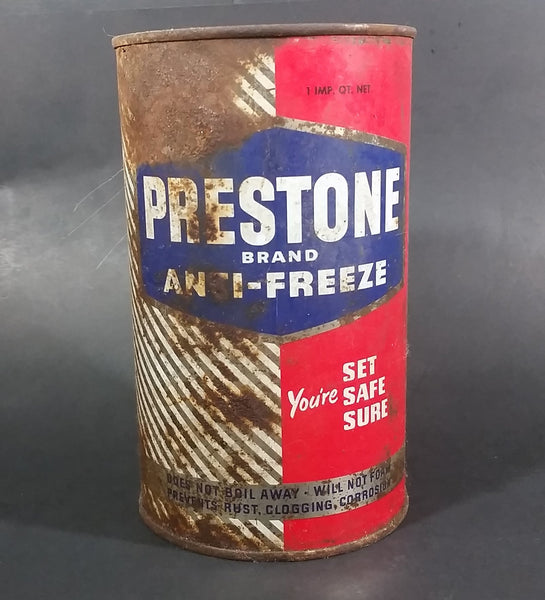 1 IMP. QT. NET
PRESTONE
BRAND
ANTI-FREEZE
You're SET
SAFE
SURE
DOES NOT BOIL AWAY - WILL NOT FOAM
PREVENTS RUST, CLOGGING, CORROSION